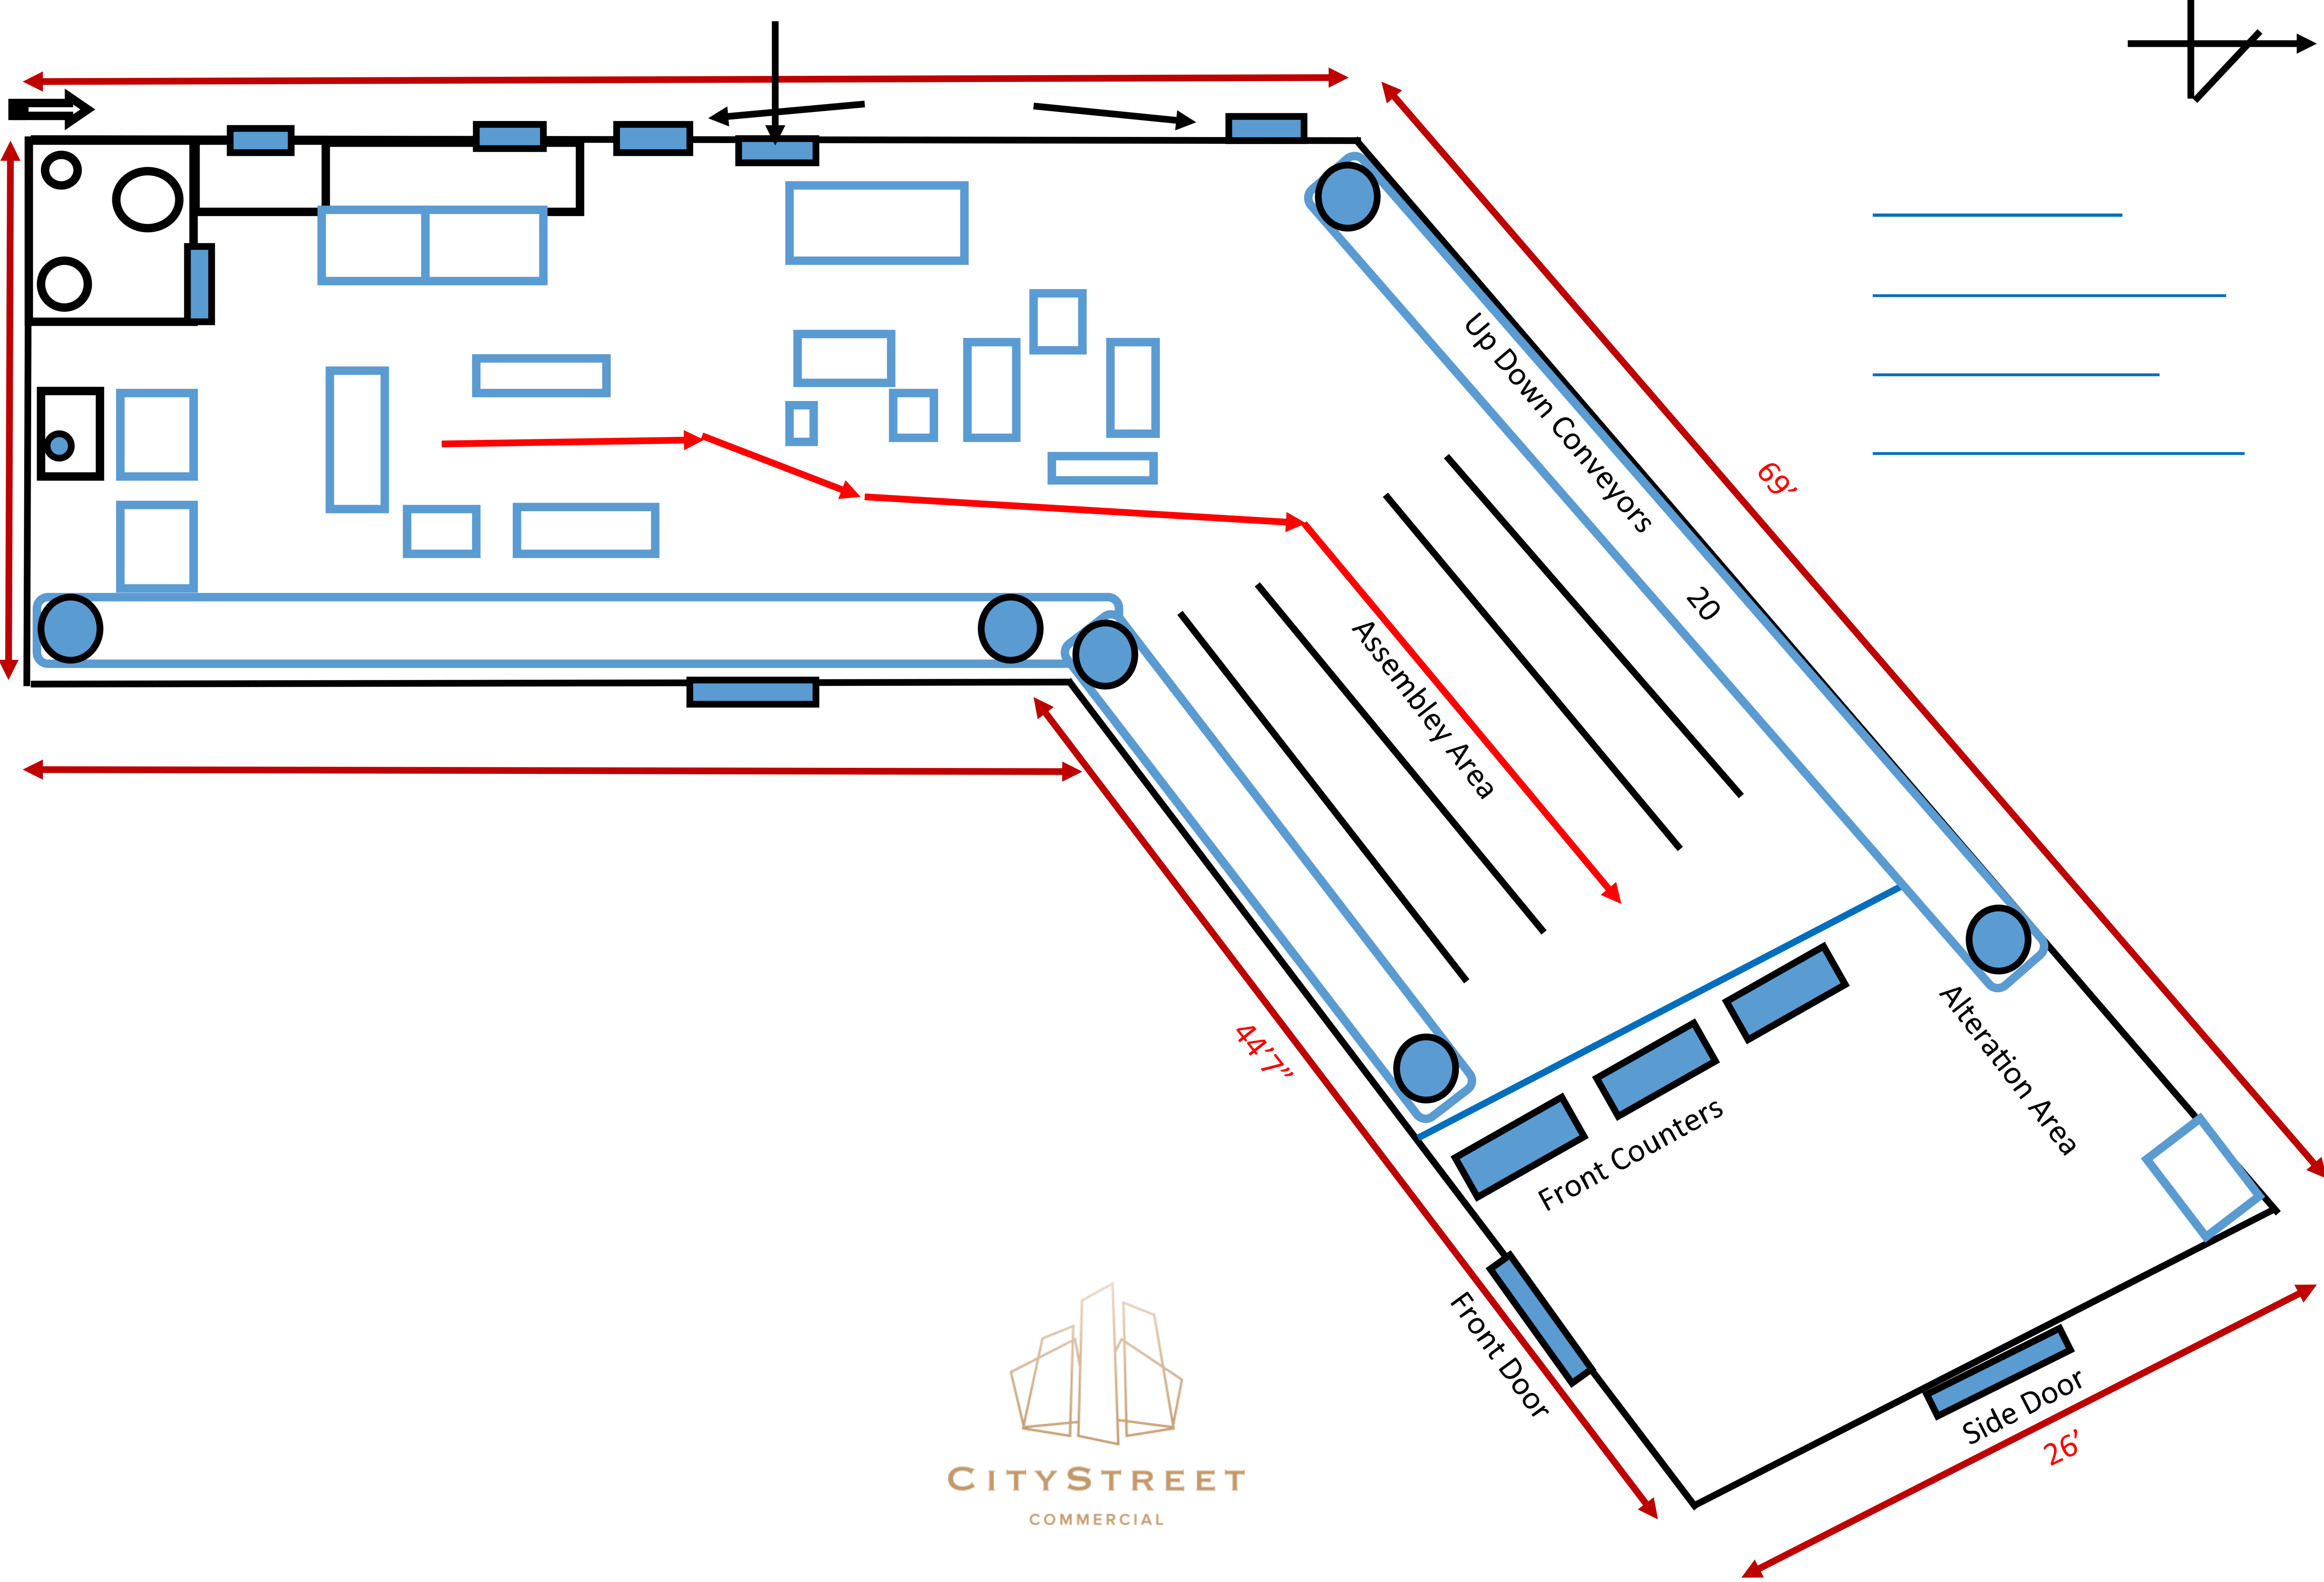 Up Down Conveyors
20
69’
Assembley Area
44’7”
Alteration Area
Front Counters
Front Door
Side Door
26’
CITYSTREET
COMMERCIAL